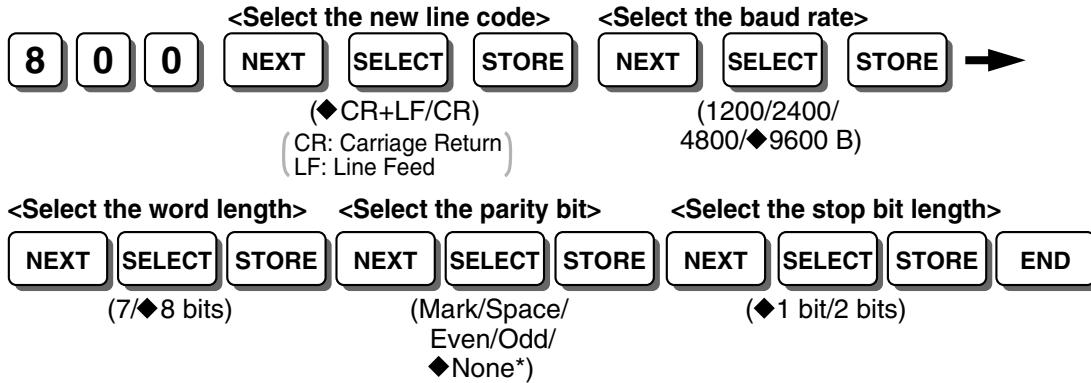 <Select the new line code> <Select the baud rate>
8 0 0 NEXT SELECT STORE NEXT SELECT STORE
(◆CR+LF/CR) (1200/2400/
CR: Carriage Return 4800/◆9600 B)
LF: Line Feed
<Select the word length> <Select the parity bit> <Select the stop bit length>
NEXT SELECT STORE NEXT SELECT STORE NEXT SELECT STORE END
(7/◆8 bits) (Mark/Space/ (◆1 bit/2 bits)
Even/Odd/
◆None*)